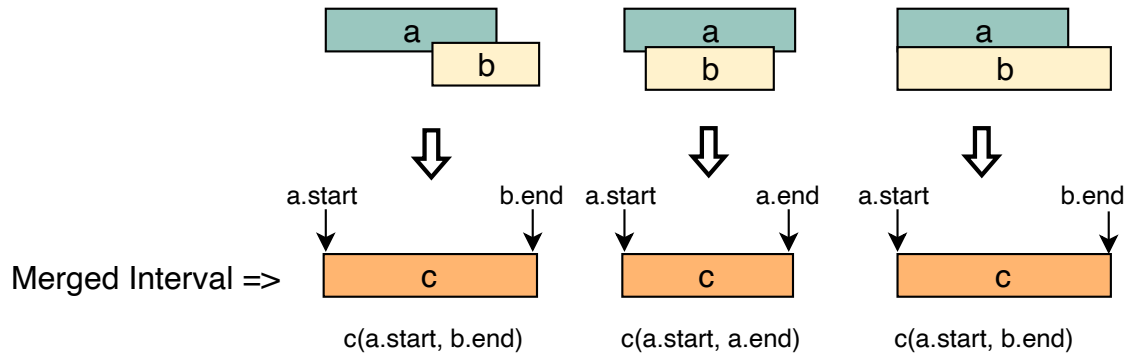 a a a
b b b
a.start b.end a.start a.end a.start b.end
Merged Interval => c c c
c(a.start, b.end) c(a.start, a.end) c(a.start, b.end)